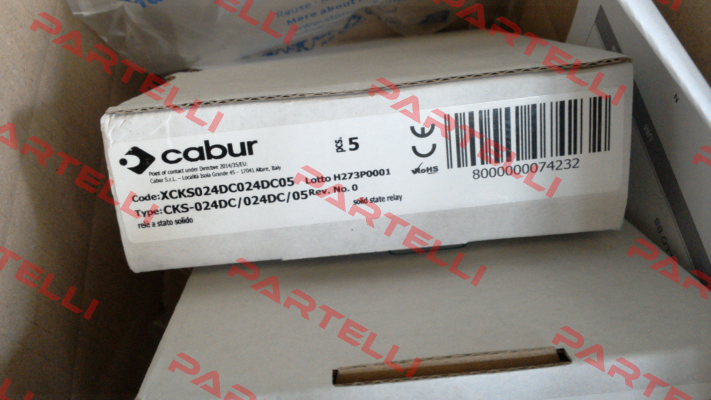 cabur
pcs. 5
CE
RoHS
Point of contact under Directive 2014/35/EU:
Cabur S.r.L. - Località Isola Grande 45 - 17041 Altare, Italy
Code:XCKS024DC024DC05 Lotto H273P0001
Type:CKS-024DC/024DC/05 Rev. No. 0
relè a stato solido
solid state relay
8000000074232
PARTELLI
PARTELLI
PARTELLI
PARTELLI
PARTELLI
PARTELLI
PARTELLI